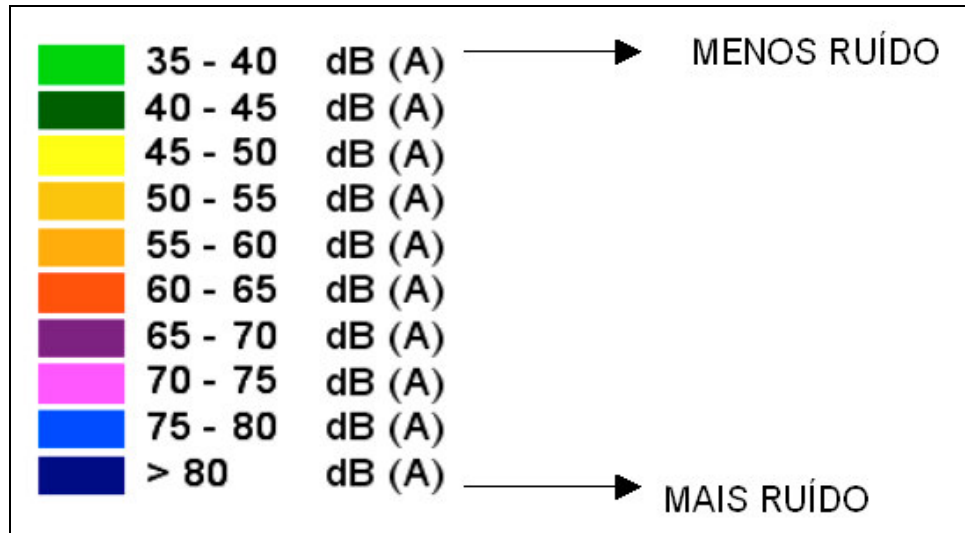 35 - 40 dB (A) MENOS RUÍDO
40 - 45 dB (A)
45 - 50 dB (A)
50 - 55 dB (A)
55 - 60 dB (A)
60 - 65 dB (A)
65 - 70 dB (A)
70 - 75 dB (A)
75 - 80 dB (A)
> 80 dB (A) MAIS RUÍDO